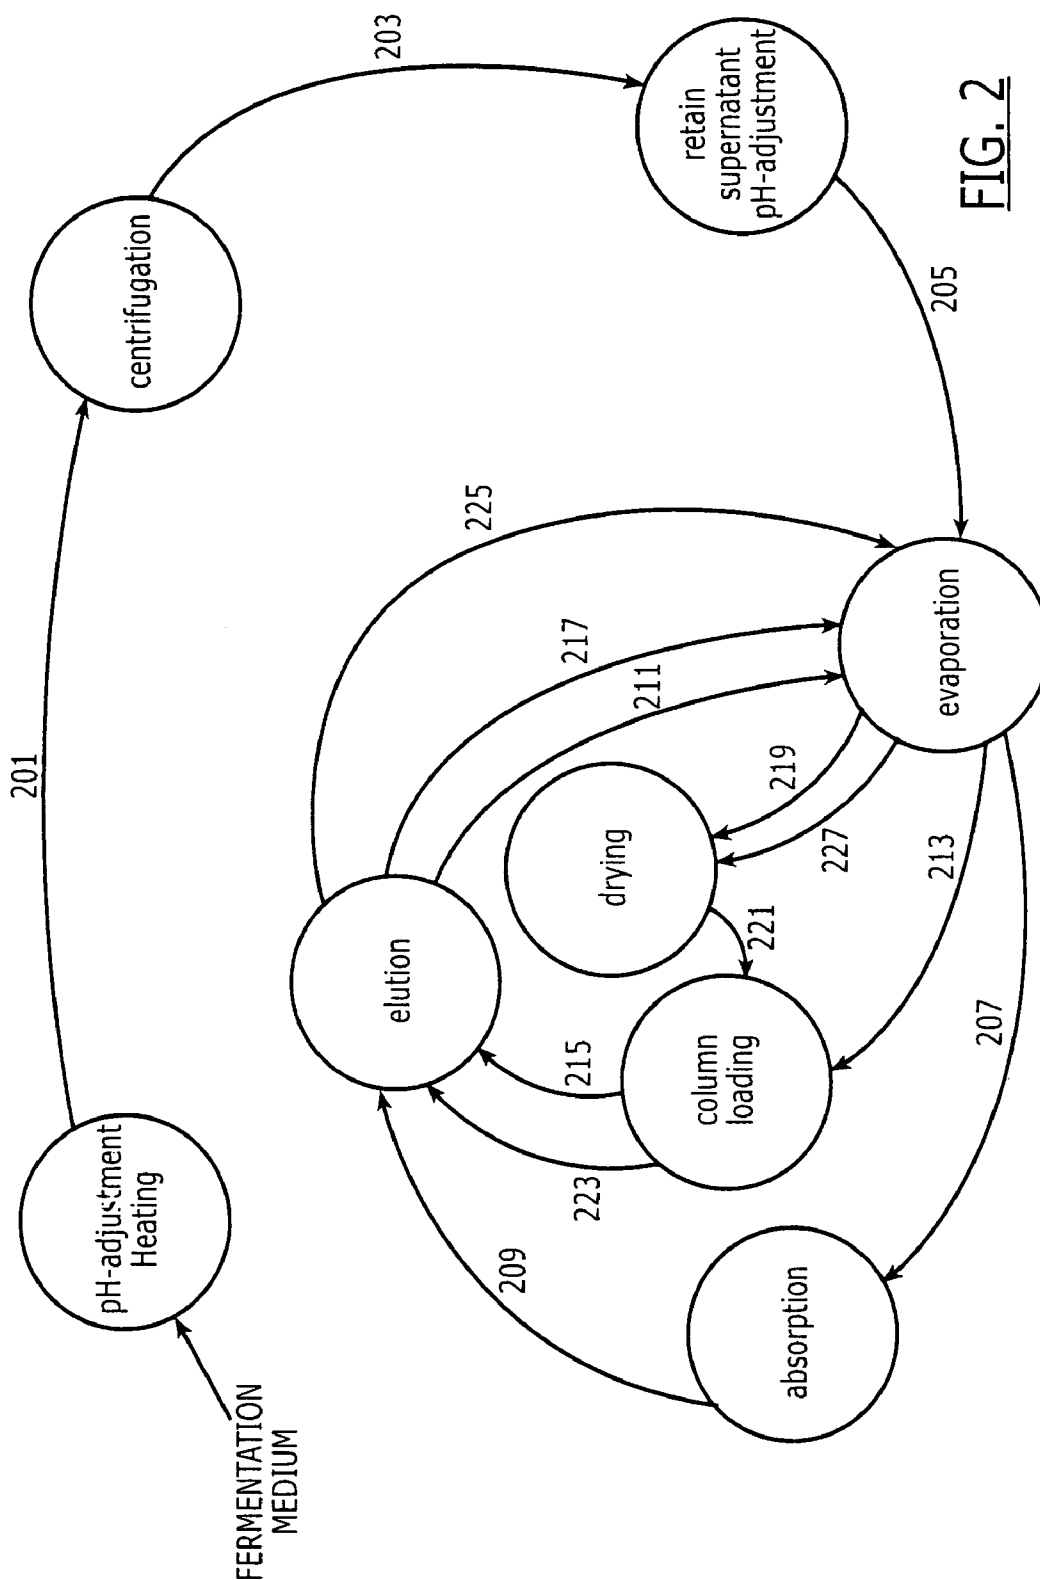 FERMENTATION
MEDIUM
pH-adjustment
Heating
201
centrifugation
203
retain
supernatant
pH-adjustment
205
evaporation
207
absorption
209
elution
211
213
column
loading
215
217
219
drying
221
223
225
227
FIG. 2